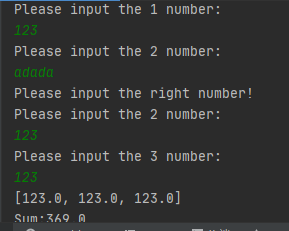 Please input the 1 number:
123
Please input the 2 number:
adada
Please input the right number!
Please input the 2 number:
123
Please input the 3 number:
123
[123.0, 123.0, 123.0]
Sum:369.0